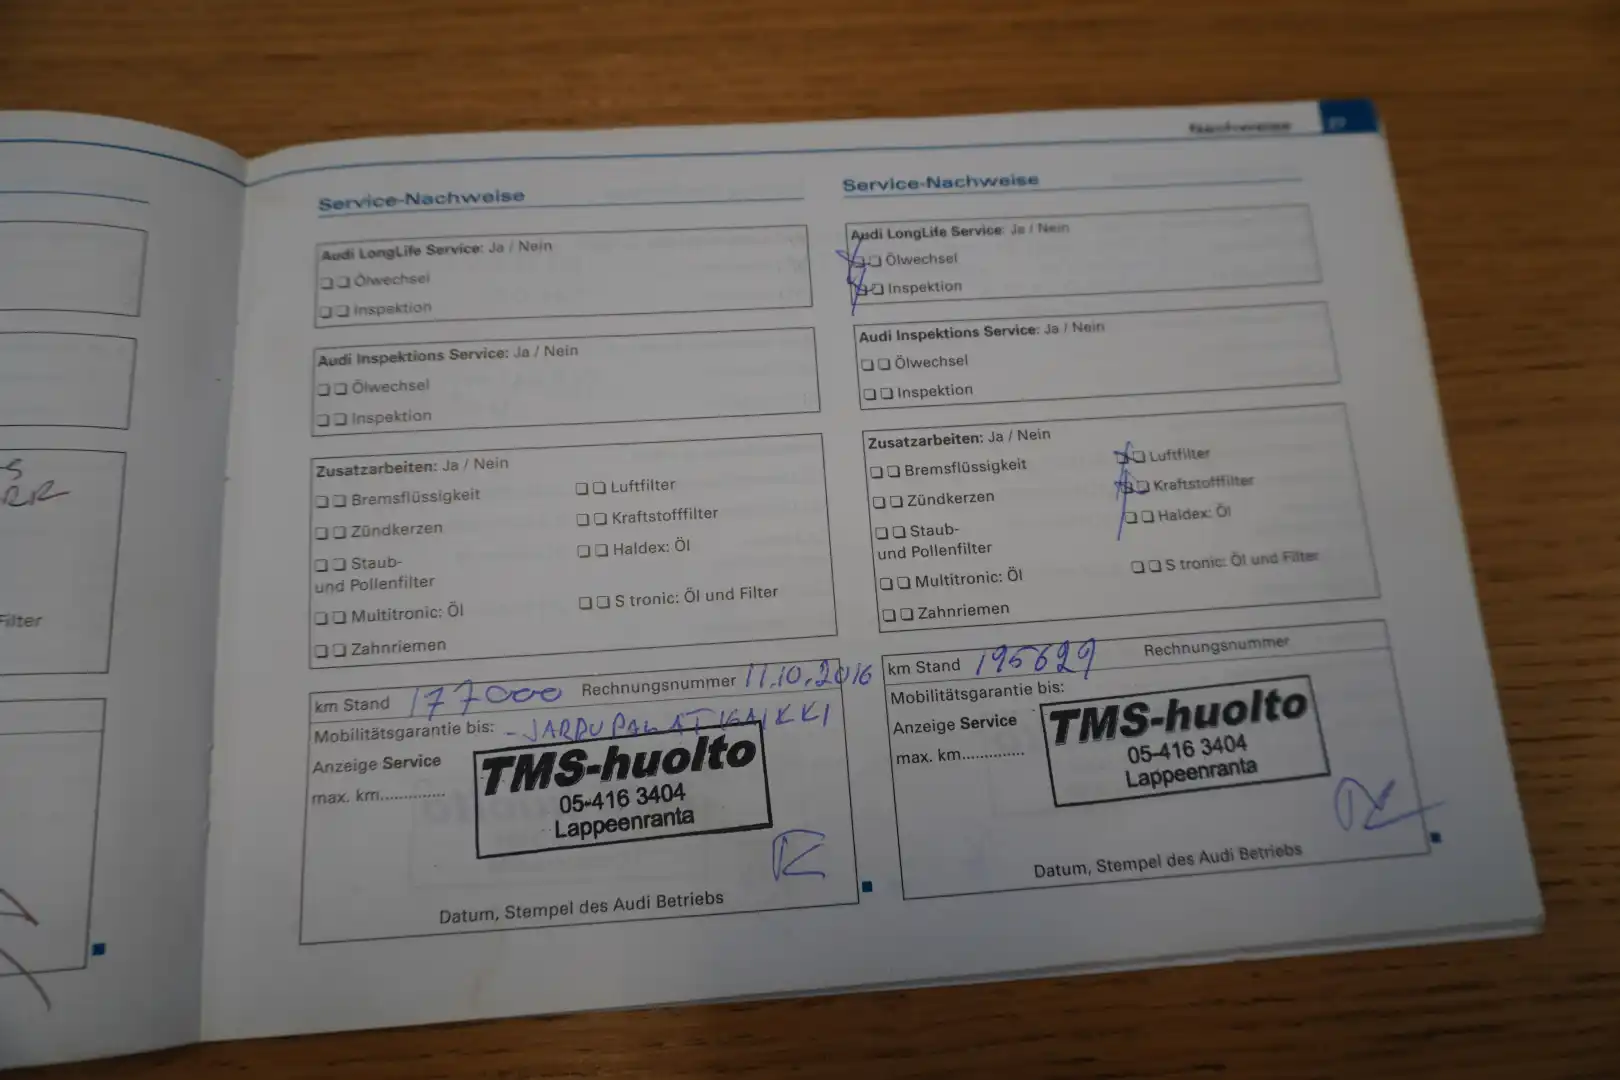 S
RR
Filter
Nachweise
Service-Nachweise
Audi LongLife Service: Ja / Nein
Ölwechsel
Inspektion
Audi Inspektions Service: Ja / Nein
Ölwechsel
Inspektion
Zusatzarbeiten: Ja / Nein
Bremsflüssigkeit
Zündkerzen
Staub-
und Pollenfilter
Multitronic: Öl
Zahnriemen
Luftfilter
Kraftstofffilter
Haldex: Öl
S tronic: Öl und Filter
km Stand 177000 Rechnungsnummer 11.10.2016
Mobilitätsgarantie bis: - JARRUPALAT
Anzeige Service
max. km.............
TMS-huolto
05-416 3404
Lappeenranta
Datum, Stempel des Audi Betriebs
Service-Nachweise
Audi LongLife Service: Ja / Nein
Ölwechsel
Inspektion
Audi Inspektions Service: Ja / Nein
Ölwechsel
Inspektion
Zusatzarbeiten: Ja / Nein
Bremsflüssigkeit
Zündkerzen
Staub-
und Pollenfilter
Multitronic: Öl
Zahnriemen
Luftfilter
Kraftstofffilter
Haldex: Öl
S tronic: Öl und Filter
km Stand 195629 Rechnungsnummer
Mobilitätsgarantie bis:
Anzeige Service
max. km.............
TMS-huolto
05-416 3404
Lappeenranta
Datum, Stempel des Audi Betriebs